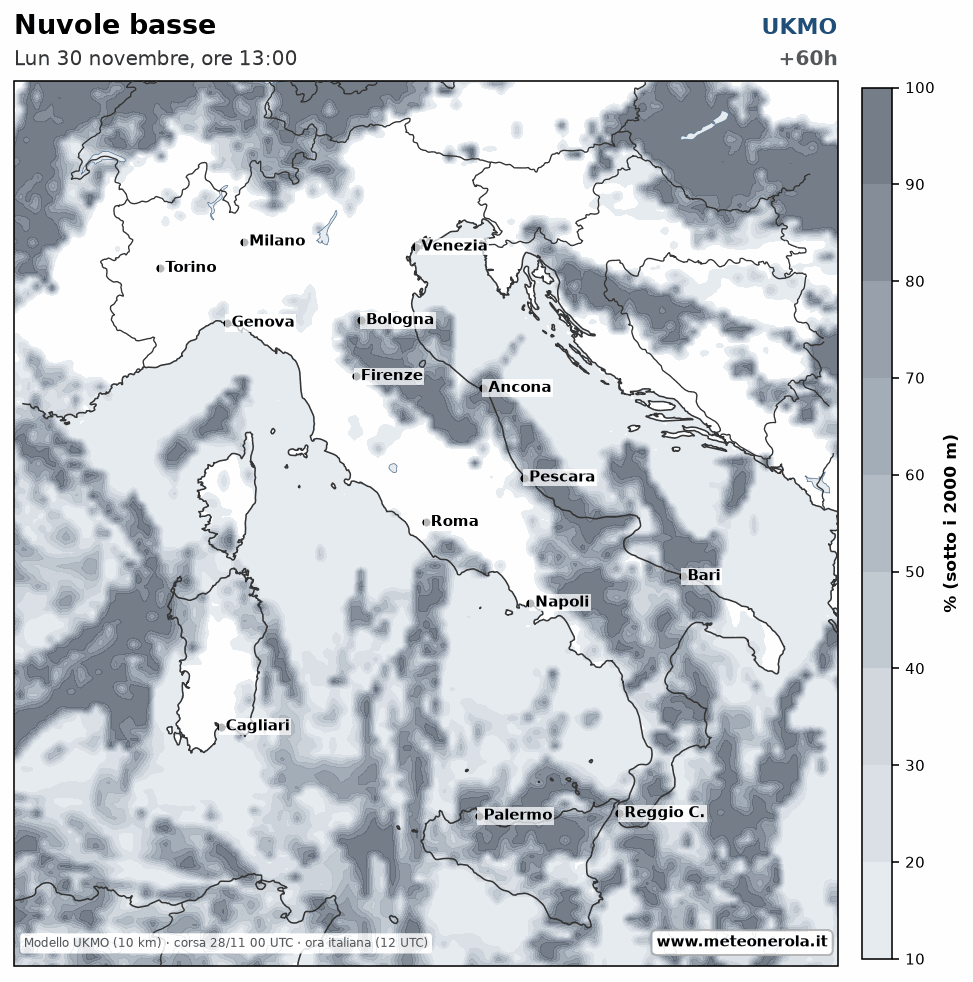 Nuvole basse
UKMO
Lun 30 novembre, ore 13:00
+60h
Milano
Venezia
Torino
Genova
Bologna
Firenze
Ancona
Pescara
Roma
Bari
Napoli
Cagliari
Palermo
Reggio C.
Modello UKMO (10 km) · corsa 28/11 00 UTC · ora italiana (12 UTC)
www.meteonerola.it
100
90
80
70
60
50
40
30
20
10
% (sotto i 2000 m)